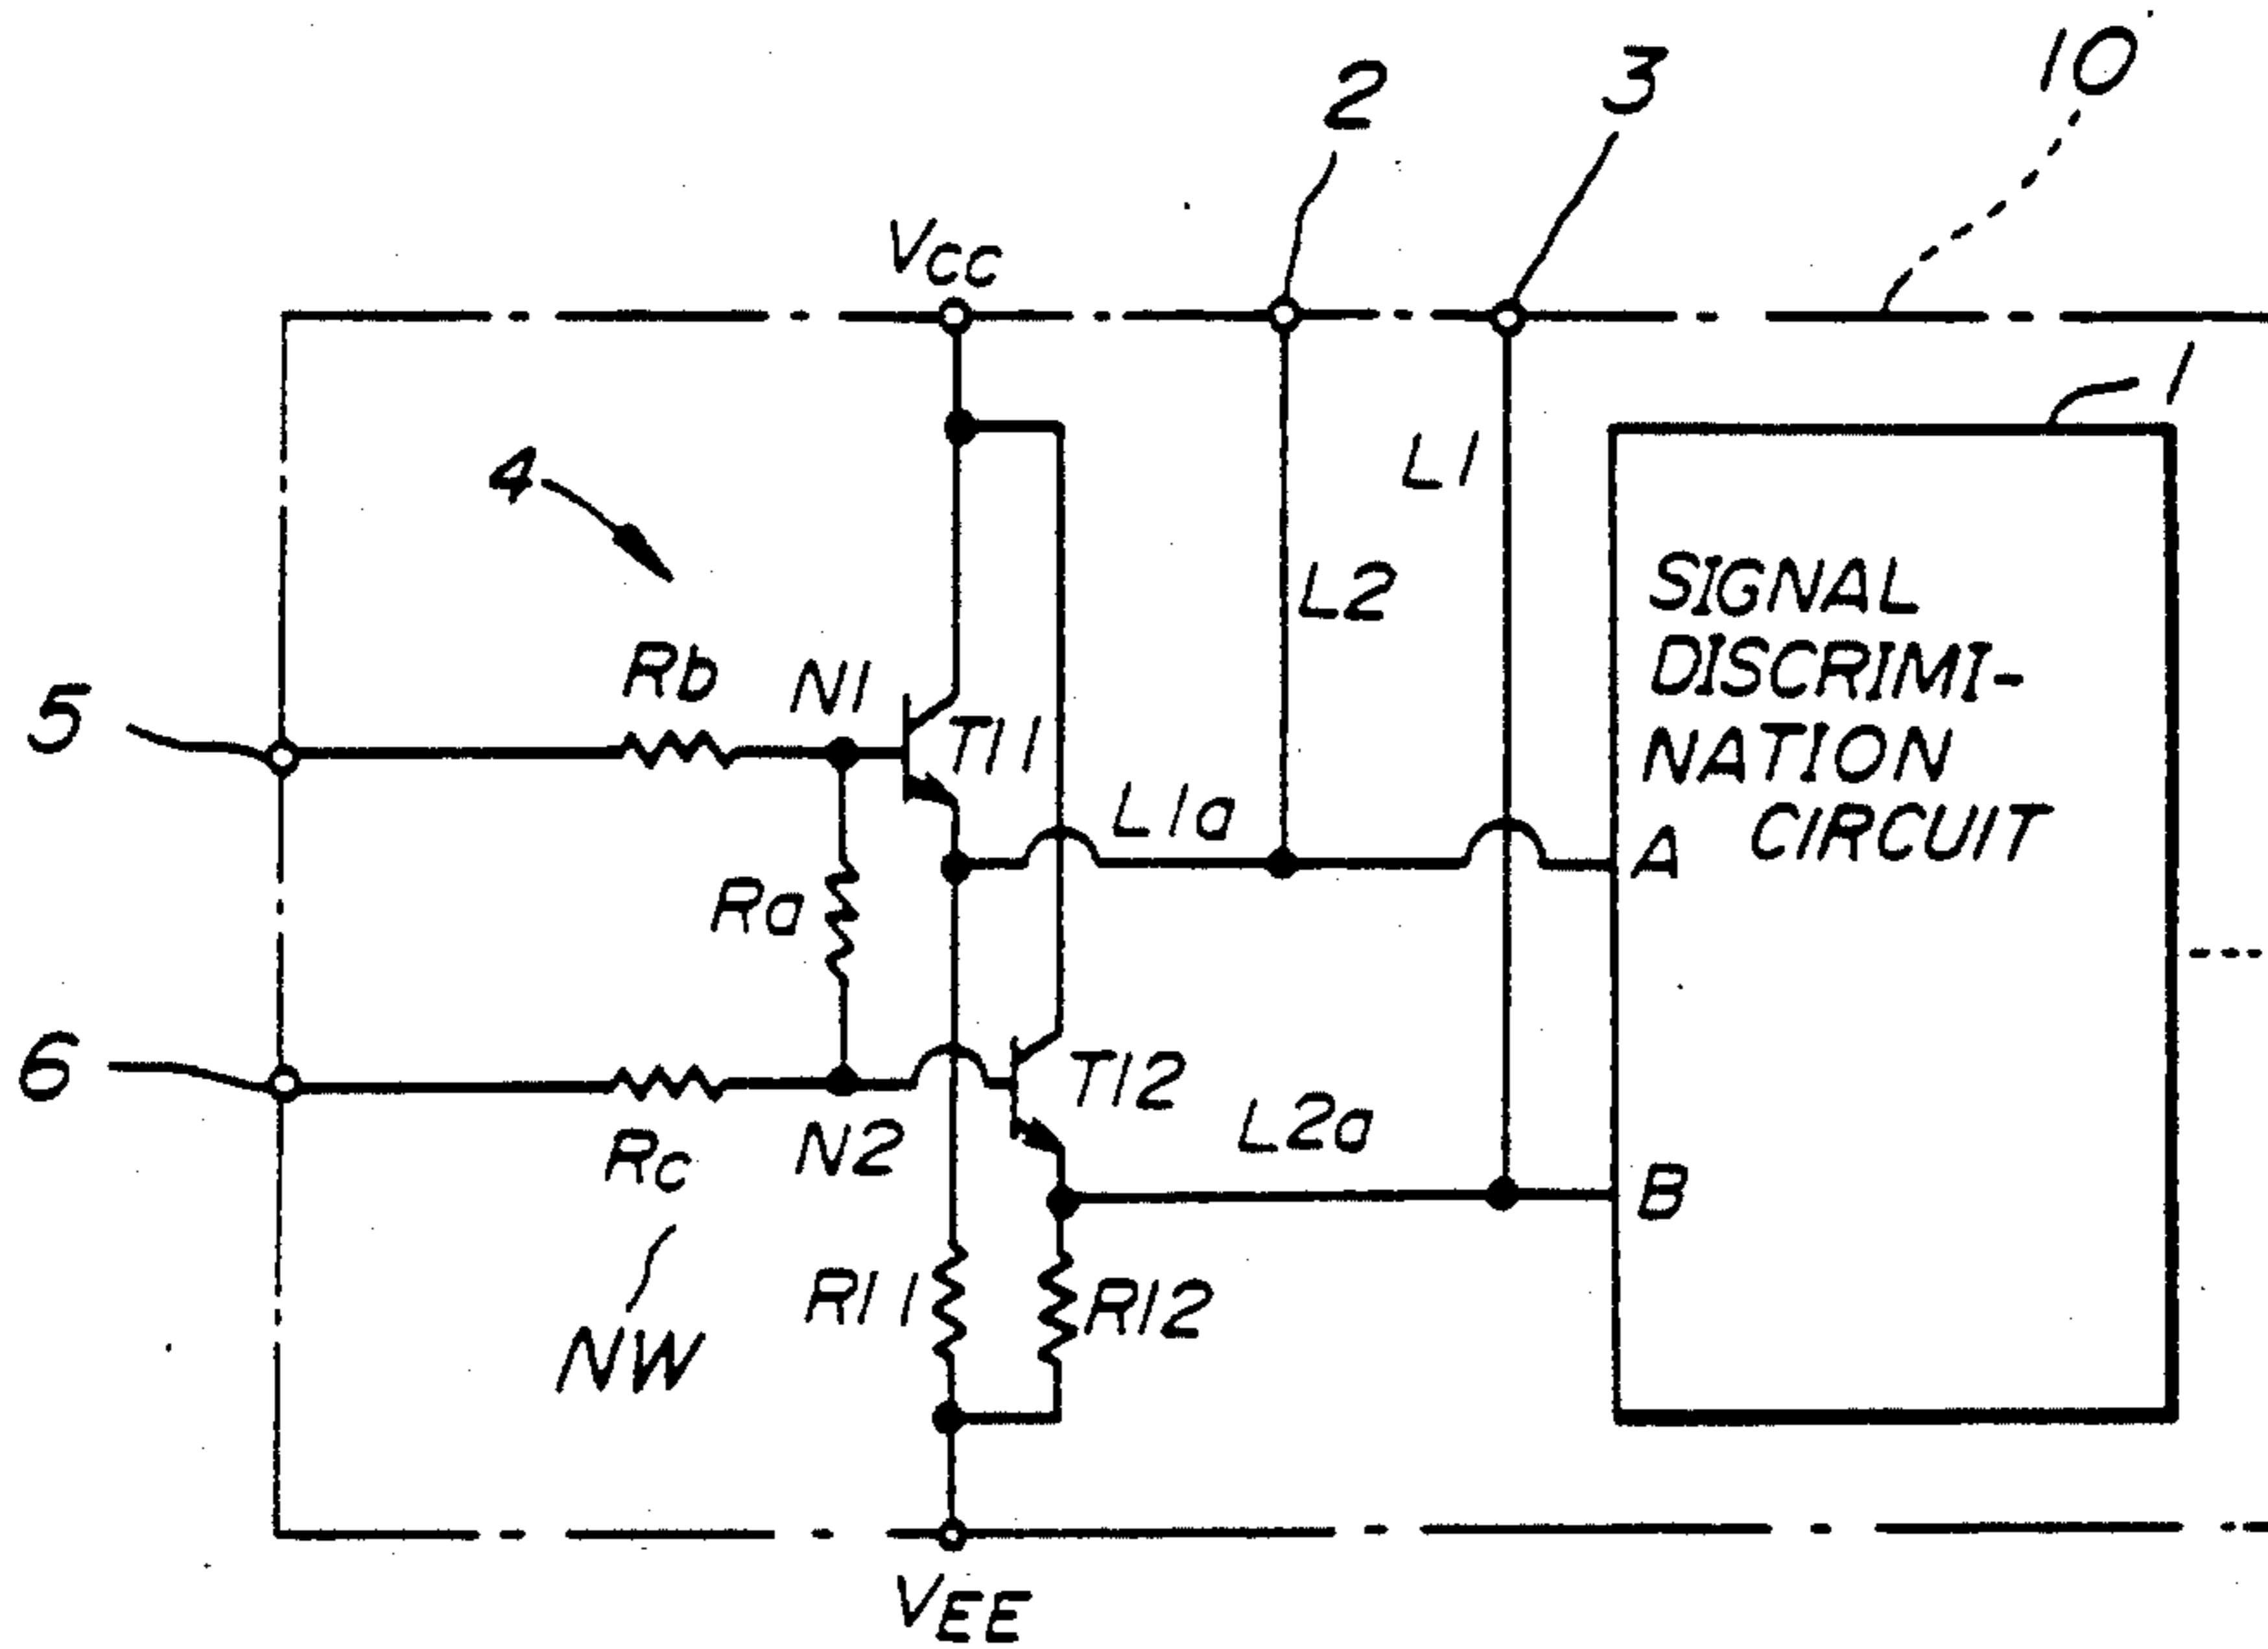 10
2
3
VCC
1
L1
4
L2
SIGNAL
DISCRIMI-
NATION
CIRCUIT
Rb
N1
5
T11
L1a
A
Ra
6
T12
Rc
N2
L2a
B
R11
R12
NW
VEE